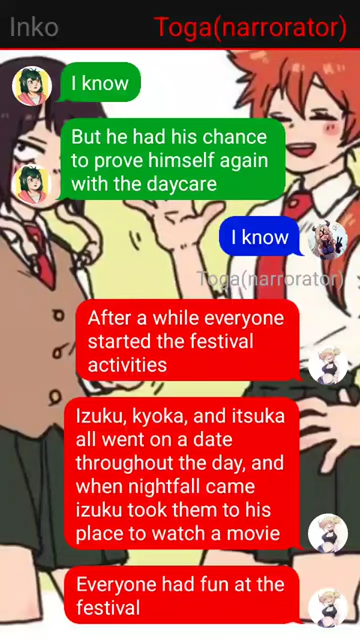 Inko
Toga(narrorator)
I know
But he had his chance
to prove himself again
with the daycare
I know
Toga(narrorator)
After a while everyone
started the festival
activities
Izuku, kyoka, and itsuka
all went on a date
throughout the day, and
when nightfall came
izuku took them to his
place to watch a movie
Everyone had fun at the
festival